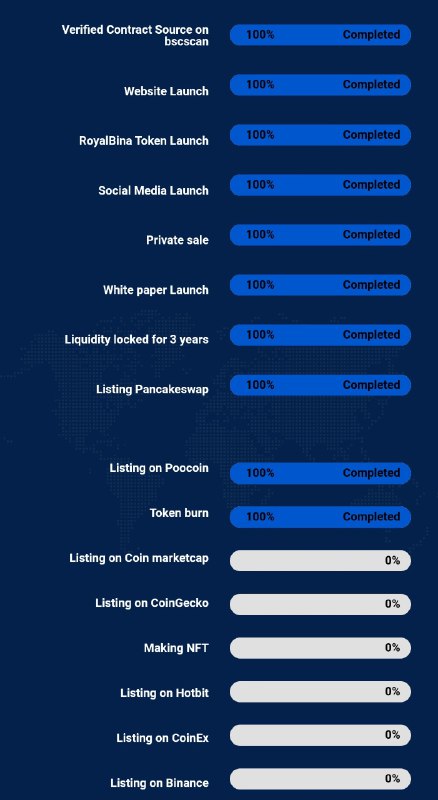 Verified Contract Source on
bscscan
100% Completed
Website Launch
100% Completed
RoyalBina Token Launch
100% Completed
Social Media Launch
100% Completed
Private sale
100% Completed
White paper Launch
100% Completed
Liquidity locked for 3 years
100% Completed
Listing Pancakeswap
100% Completed
Listing on Poocoin
100% Completed
Token burn
100% Completed
Listing on Coin marketcap
0%
Listing on CoinGecko
0%
Making NFT
0%
Listing on Hotbit
0%
Listing on CoinEx
0%
Listing on Binance
0%